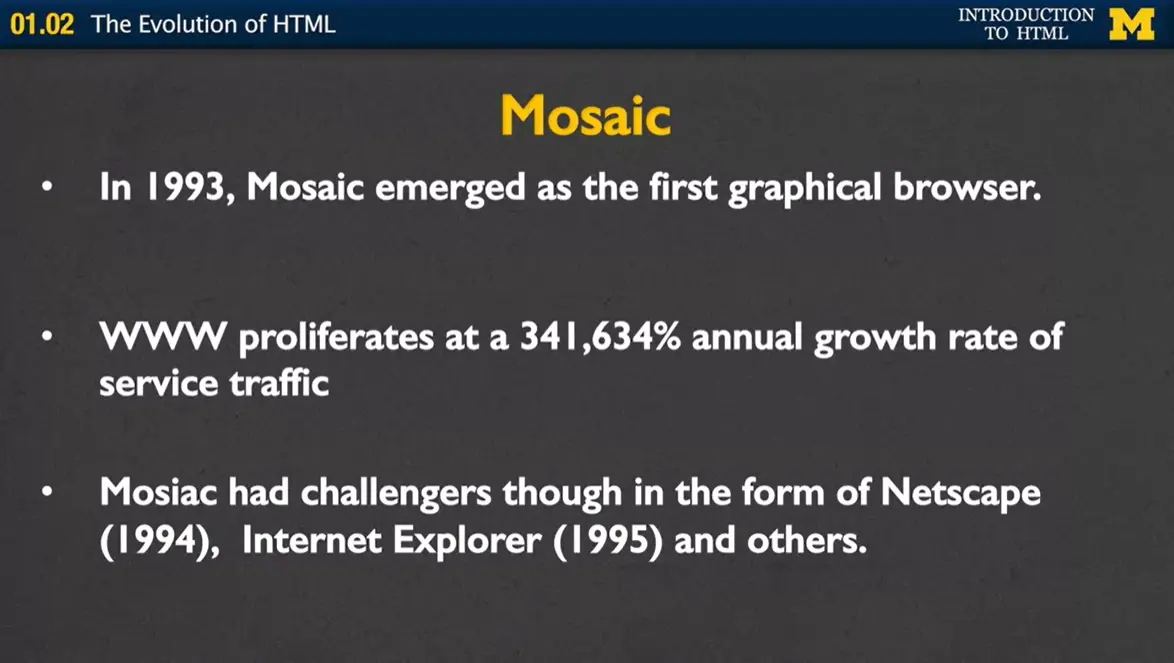 01.02 The Evolution of HTML
INTRODUCTION
TO HTML
M
Mosaic
• In 1993, Mosaic emerged as the first graphical browser.
• WWW proliferates at a 341,634% annual growth rate of
service traffic
• Mosiac had challengers though in the form of Netscape
(1994),  Internet Explorer (1995) and others.